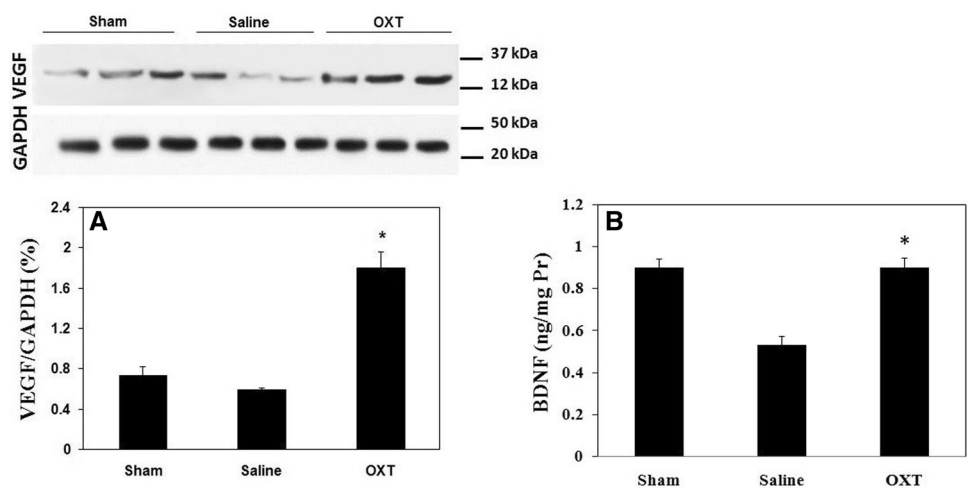 Sham Saline OXT
VEGF
GAPDH
37 kDa
12 kDa
50 kDa
20 kDa
A
VEGF/GAPDH (%)
2.4
2
1.6
0.8
0.4
0
*
Sham Saline OXT
B
BDNF (ng/mg Pr)
1.2
1
0.8
0.6
0.4
0.2
0
*
Sham Saline OXT